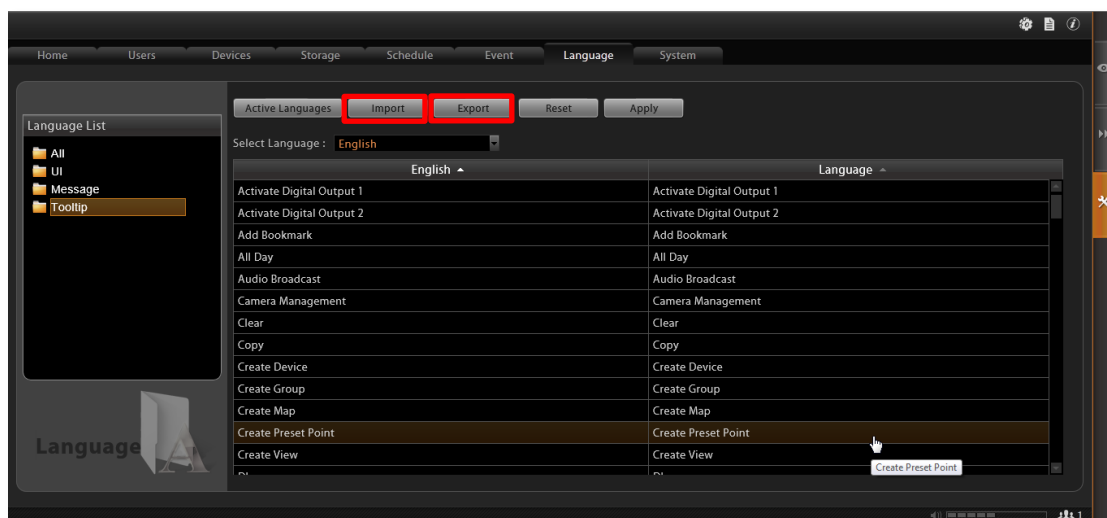 Home Users Devices Storage Schedule Event Language System
Active Languages Import Export Reset Apply
Language List
All
UI
Message
Tooltip
Language
Select Language : English
English Language
Activate Digital Output 1 Activate Digital Output 1
Activate Digital Output 2 Activate Digital Output 2
Add Bookmark Add Bookmark
All Day All Day
Audio Broadcast Audio Broadcast
Camera Management Camera Management
Clear Clear
Copy Copy
Create Device Create Device
Create Group Create Group
Create Map Create Map
Create Preset Point Create Preset Point
Create View Create View
Create Preset Point
1